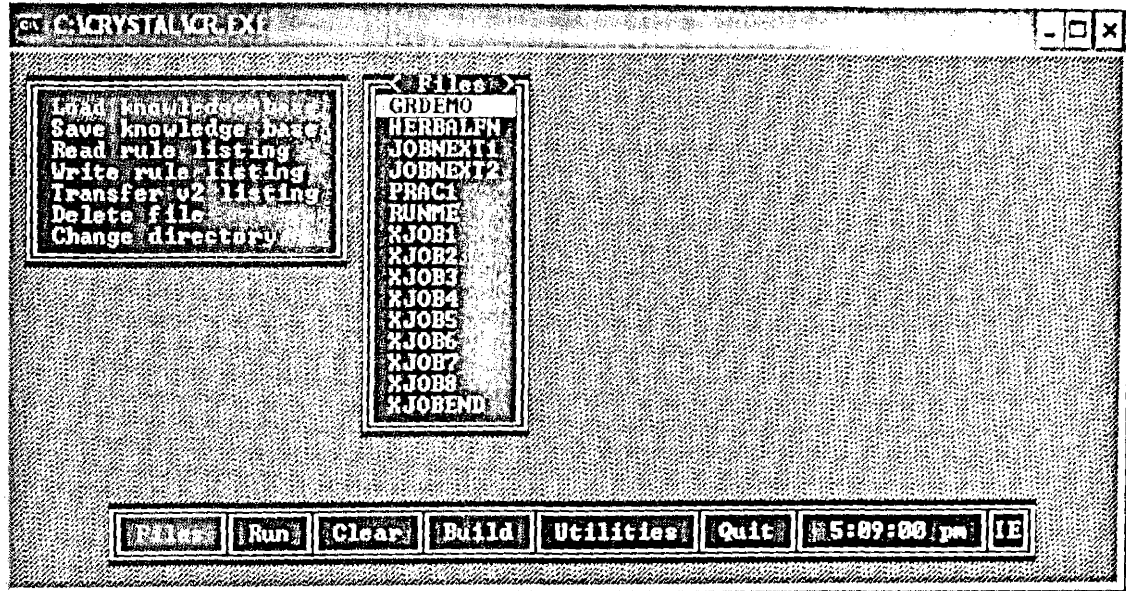 C:\CRYSTAL\CR.EXE
Load knowledge base
Save knowledge base
Read rule listing
Write rule listing
Transfer v2 listing
Delete file
Change directory
< Files >
GRDEMO
HERBALFN
JOBNEXT1
JOBNEXT2
PRAC1
RUNME
XJOB1
XJOB2
XJOB3
XJOB4
XJOB5
XJOB6
XJOB7
XJOB8
XJOBEND
Files Run Clear Build Utilities Quit 5:09:00 pm IE